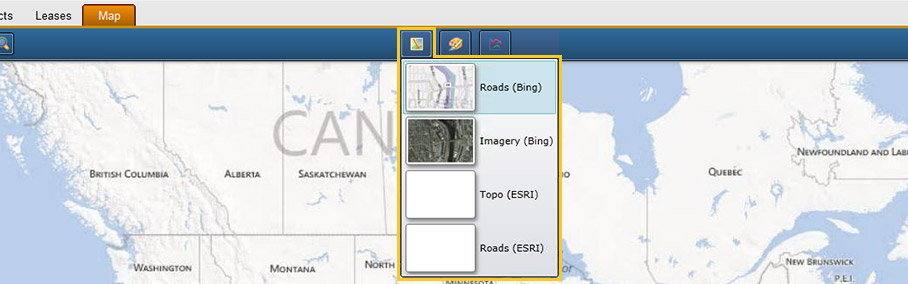 cts Leases Map
Roads (Bing)
CAN
Imagery (Bing)
NEWFOUNDLAND AND LAB
BRITISH COLUMBIA ALBERTA SASKATCHEWAN QUEBEC
Topo (ESRI)
Roads (ESRI)
NEW BRUNSWICK
WASHINGTON MONTANA NORTH
P.E.I.
MINNESOTA